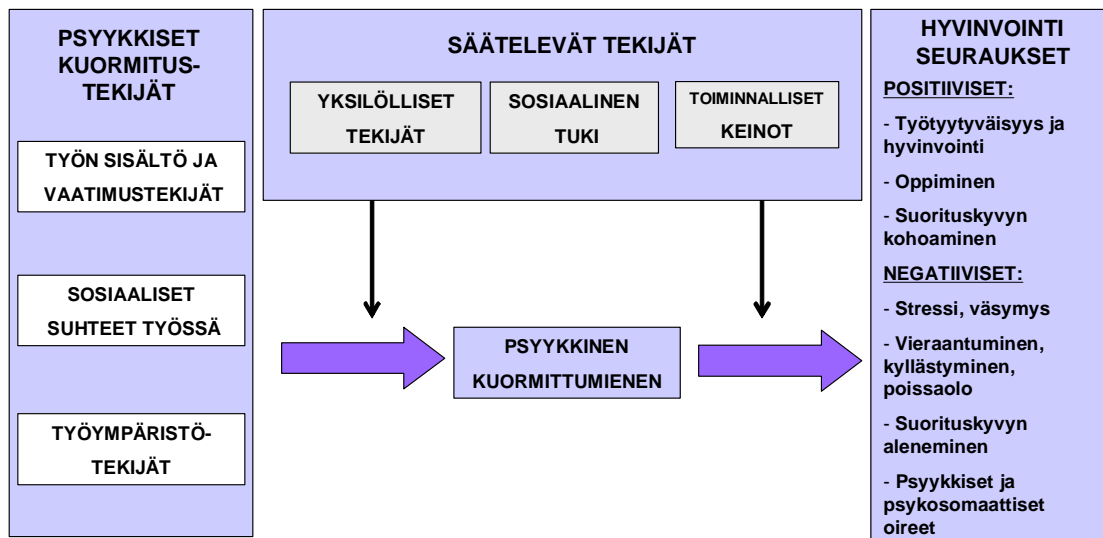 PSYYKKISET
KUORMITUS-
TEKIJÄT
TYÖN SISÄLTÖ JA
VAATIMUSTEKIJÄT
SOSIAALISET
SUHTEET TYÖSSÄ
TYÖYMPÄRISTÖ-
TEKIJÄT
SÄÄTELEVÄT TEKIJÄT
YKSILÖLLISET
TEKIJÄT
SOSIAALINEN
TUKI
TOIMINNALLISET
KEINOT
PSYYKKINEN
KUORMITTUMIENEN
HYVINVOINTI
SEURAUKSET
POSITIIVISET:
- Työtyytyväisyys ja
hyvinvointi
- Oppiminen
- Suorituskyvyn
kohoaminen
NEGATIIVISET:
- Stressi, väsymys
- Vieraantuminen,
kyllästyminen,
poissaolo
- Suorituskyvyn
aleneminen
- Psyykkiset ja
psykosomaattiset
oireet